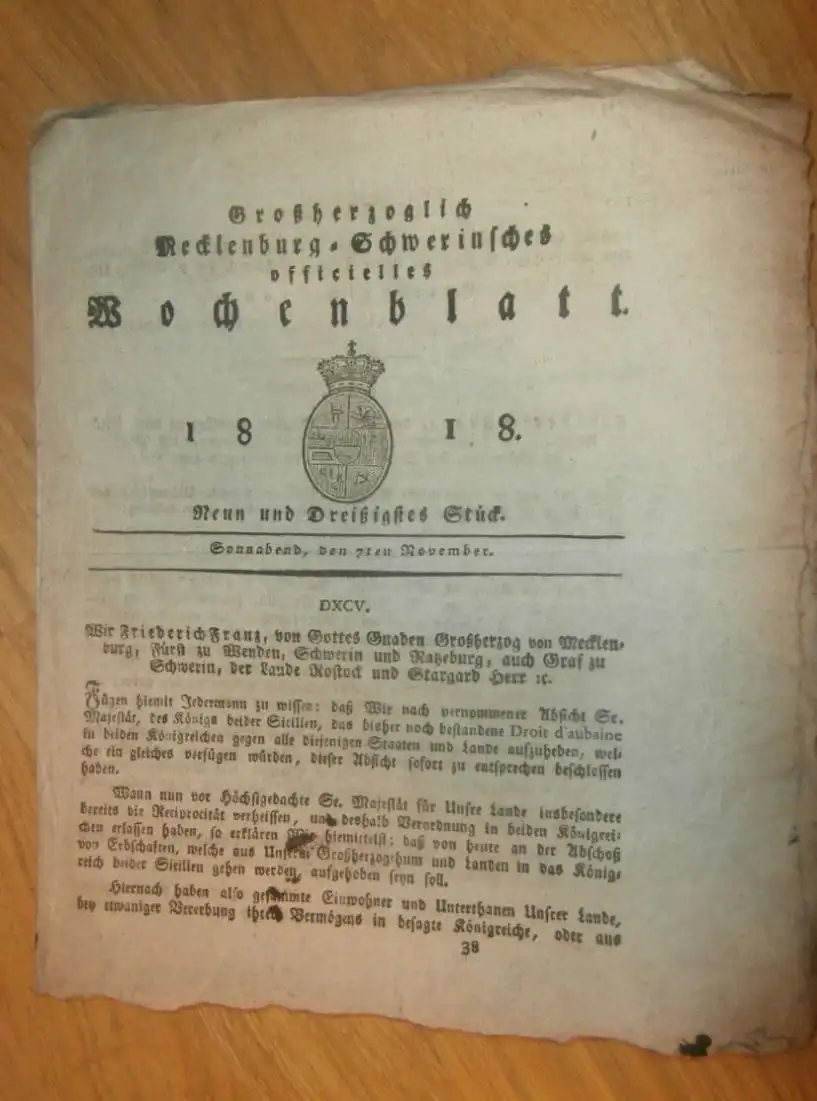 Großherzoglich
Mecklenburg-Schwerinsches
officielles
Wochenblatt.
1818.
Neun und Dreißigstes Stück.
Sonnabend, den 7ten November.
DXCV.
Wir Friederich Franz, von Gottes Gnaden Großherzog von Mecklen-
burg, Fürst zu Wenden, Schwerin und Ratzeburg, auch Graf zu
Schwerin, der Lande Rostock und Stargard Herr ꝛc.
Fügen hiemit Jedermann zu wissen: daß Wir nach vernommener Absicht Sr.
Majestät, des Königs beider Sicilien, das bisher noch bestandene Droit d'aubaine
in beiden Königreichen gegen alle diejenigen Staaten und Lande aufzuheben, wel-
che ein gleiches verfügen würden, dieser Absicht sofort zu entsprechen beschlossen
haben.
Wann nun vor Höchstgedachte Se. Majestät für Unsre Lande insbesondere
bereits die Reciprocität verheissen, und deshalb Verordnung in beiden Königrei-
chen erlassen haben, so erklären Wir hiemittelst: daß von heute an der Abschoß
von Erbschaften, welche aus Unserm Großherzogthum und Landen in das König-
reich beider Sicilien gehen werden, aufgehoben seyn soll.
Hiernach haben also gesammte Einwohner und Unterthanen Unsrer Lande,
bey etwaniger Vererbung ihres Vermögens in besagte Königreiche, oder aus
38